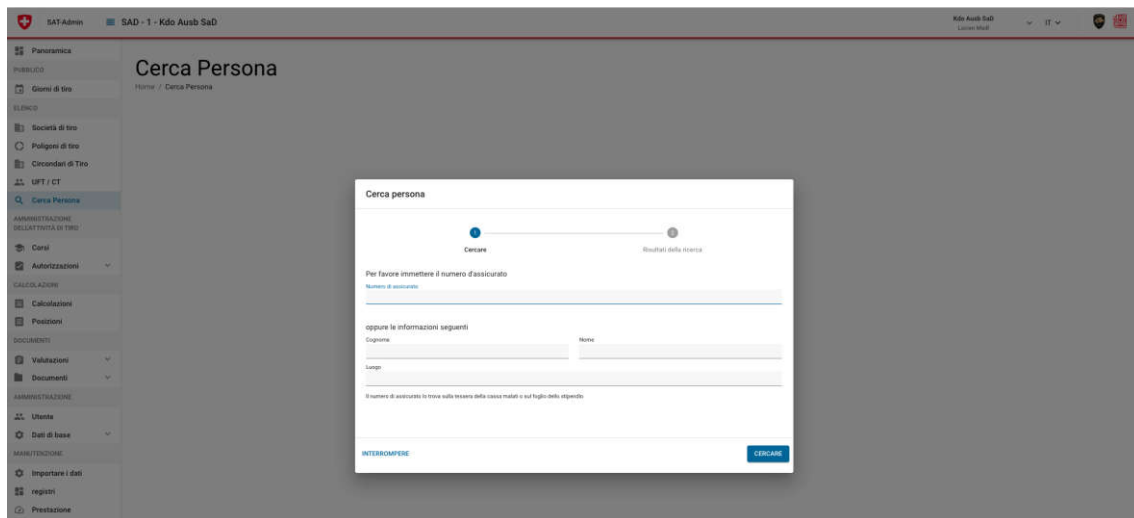 SAT-Admin
SAD - 1 - Kdo Ausb SaD
Kdo Ausb SaD
IT
Panoramica
PUBBLICO
Giorni di tiro
ELENCO
Società di tiro
Poligoni di tiro
Circondari di Tiro
UFT / CT
Cerca Persona
AMMINISTRAZIONE
DELL'ATTIVITÀ DI TIRO
Corsi
Autorizzazioni
CALCOLAZIONI
Calcolazioni
Posizioni
DOCUMENTI
Valutazioni
Documenti
AMMINISTRAZIONE
Utente
Dati di base
MANUTENZIONE
Importare i dati
registri
Prestazione
Cerca Persona
Home / Cerca Persona
Cerca persona
1
2
Cercare
Risultati della ricerca
Per favore immettere il numero d'assicurato
Numero di assicurato
oppure le informazioni seguenti
Cognome
Nome
Luogo
Il numero di assicurato lo trova sulla tessera della cassa malati o sul foglio dello stipendio.
INTERROMPERE
CERCARE